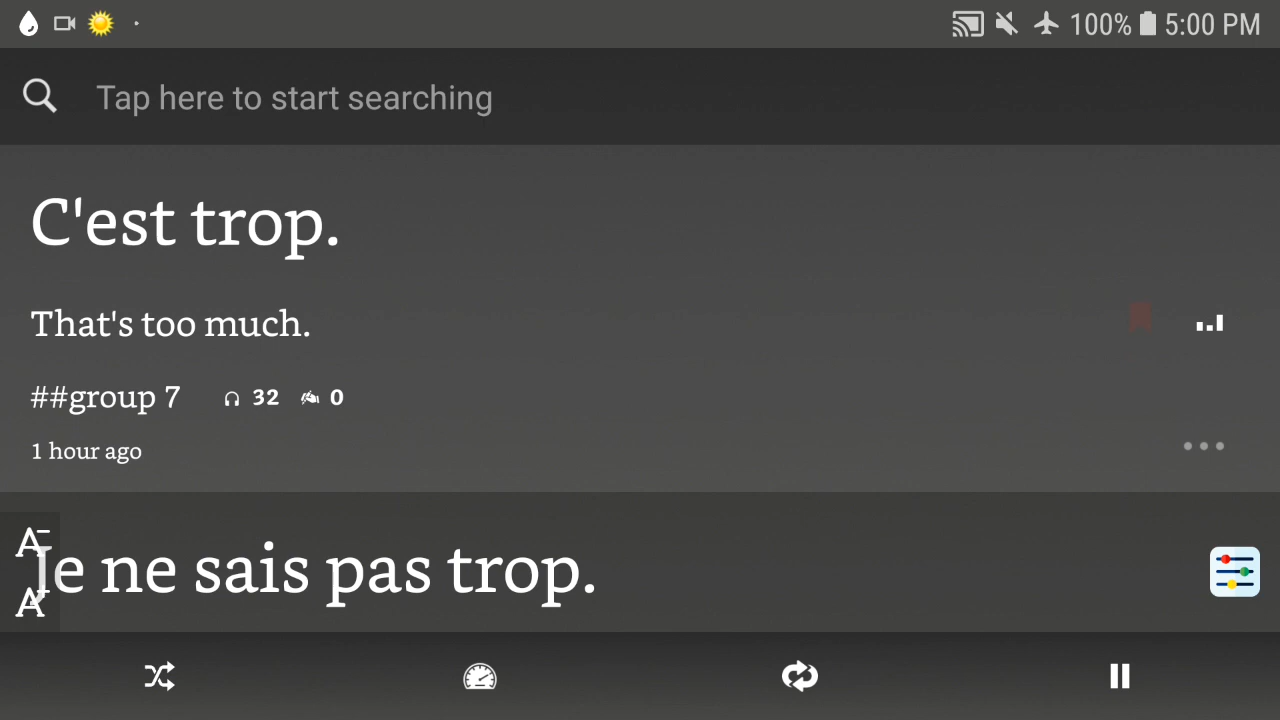 100% 5:00 PM
Tap here to start searching
C'est trop.
That's too much.
##group 7 32 0
1 hour ago
A-
Je ne sais pas trop.
A+